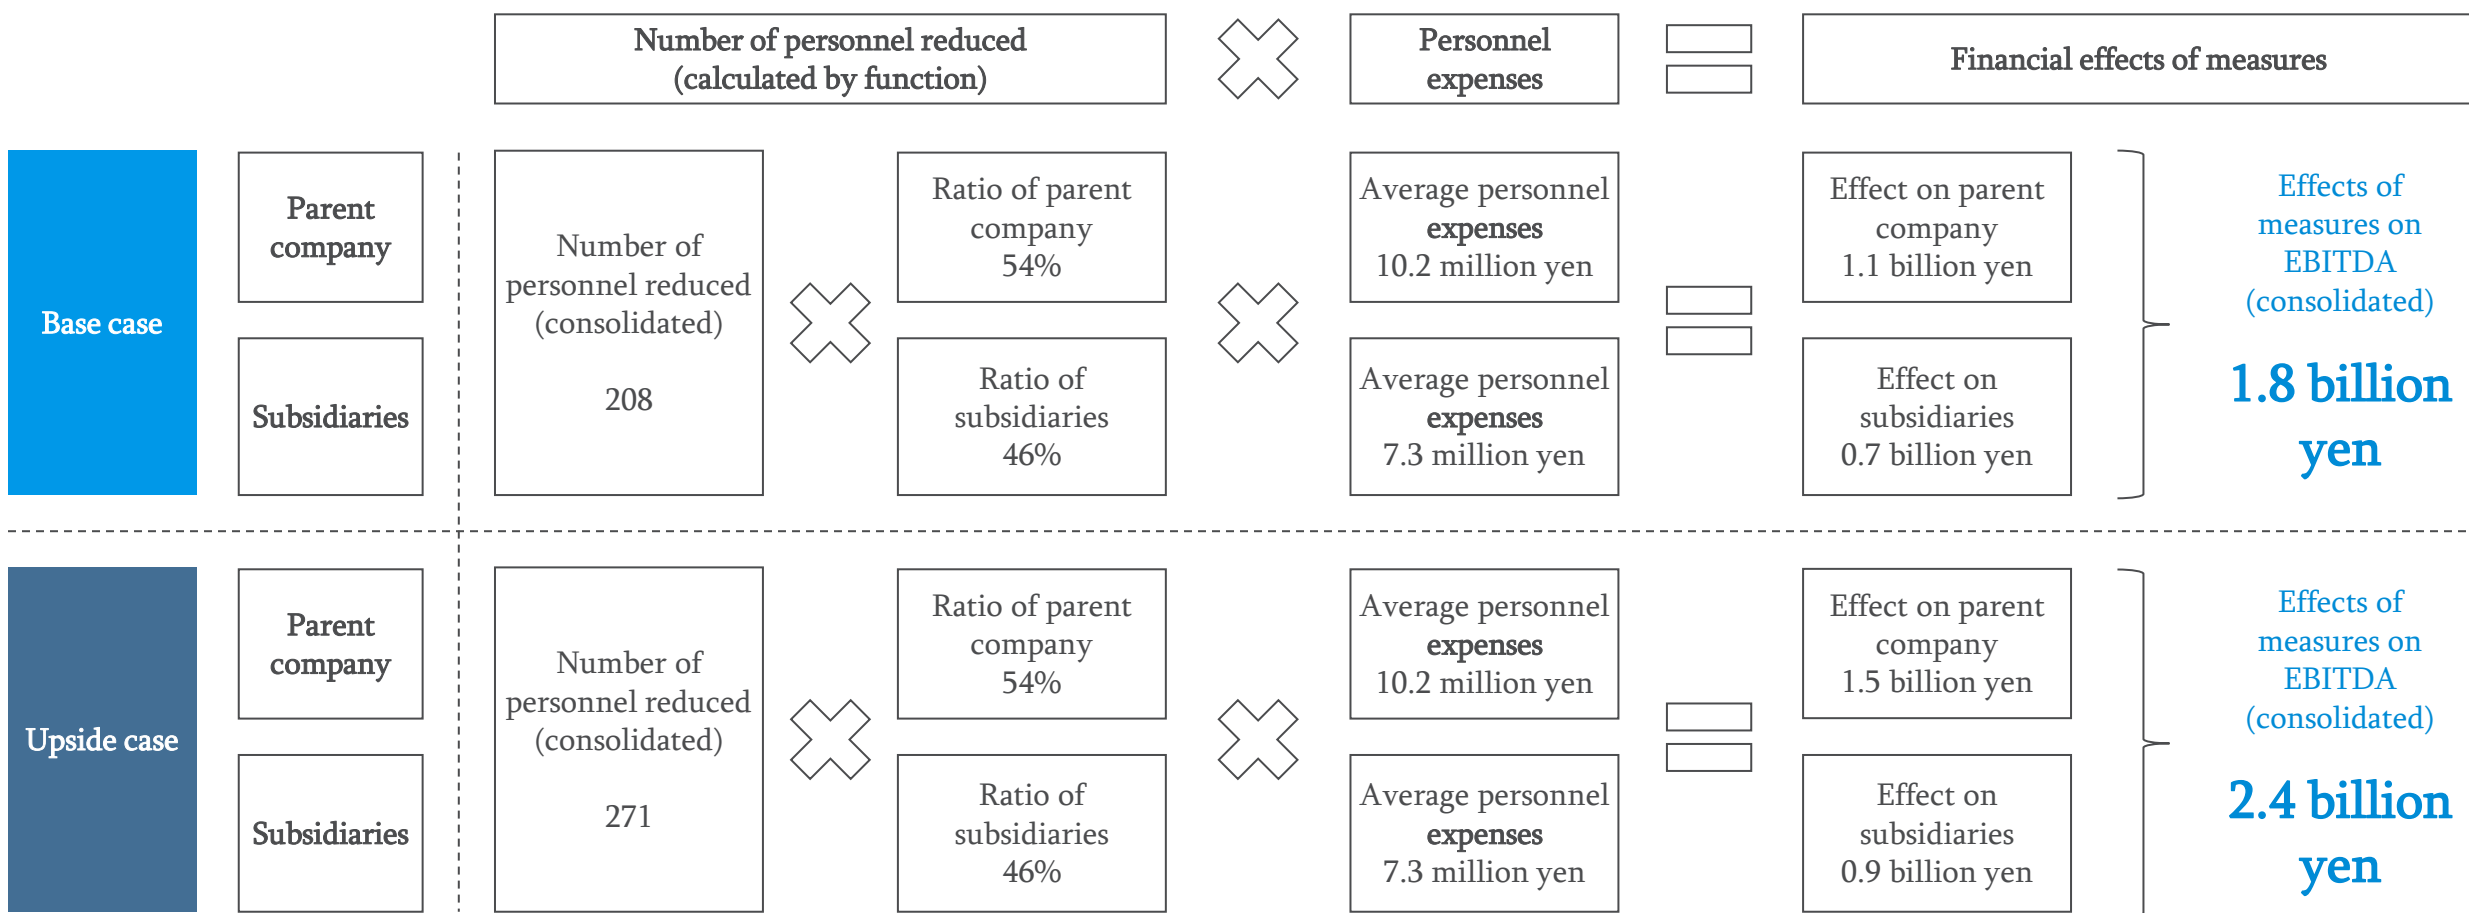 Number of personnel reduced
(calculated by function)
Personnel
expenses
Financial effects of measures
Base case
Parent
company
Subsidiaries
Number of
personnel reduced
(consolidated)
208
Ratio of parent
company
54%
Ratio of
subsidiaries
46%
Average personnel
expenses
10.2 million yen
Average personnel
expenses
7.3 million yen
Effect on parent
company
1.1 billion yen
Effect on
subsidiaries
0.7 billion yen
Effects of
measures on
EBITDA
(consolidated)
1.8 billion
yen
Upside case
Parent
company
Subsidiaries
Number of
personnel reduced
(consolidated)
271
Ratio of parent
company
54%
Ratio of
subsidiaries
46%
Average personnel
expenses
10.2 million yen
Average personnel
expenses
7.3 million yen
Effect on parent
company
1.5 billion yen
Effect on
subsidiaries
0.9 billion yen
Effects of
measures on
EBITDA
(consolidated)
2.4 billion
yen